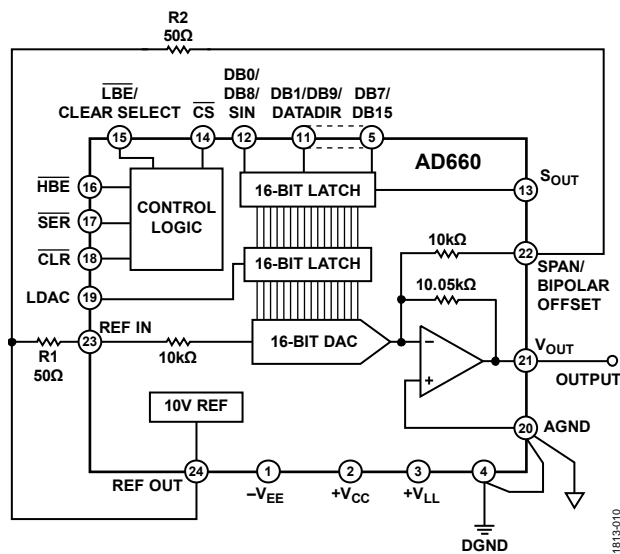 R2
50Ω
DB0/
DB8/
SIN
DB1/DB9/
DATADIR
DB7/
DB15
LBE/
CLEAR SELECT
CS
15
14
12
11
5
AD660
HBE
16
SER
17
CLR
18
LDAC
19
CONTROL
LOGIC
16-BIT LATCH
16-BIT LATCH
13
SOUT
10kΩ
22
SPAN/
BIPOLAR
OFFSET
10.05kΩ
REF IN
23
R1
50Ω
10kΩ
16-BIT DAC
–
+
VOUT
21
OUTPUT
20
AGND
10V REF
24
REF OUT
1
–VEE
2
+VCC
3
+VLL
4
DGND
1813-010